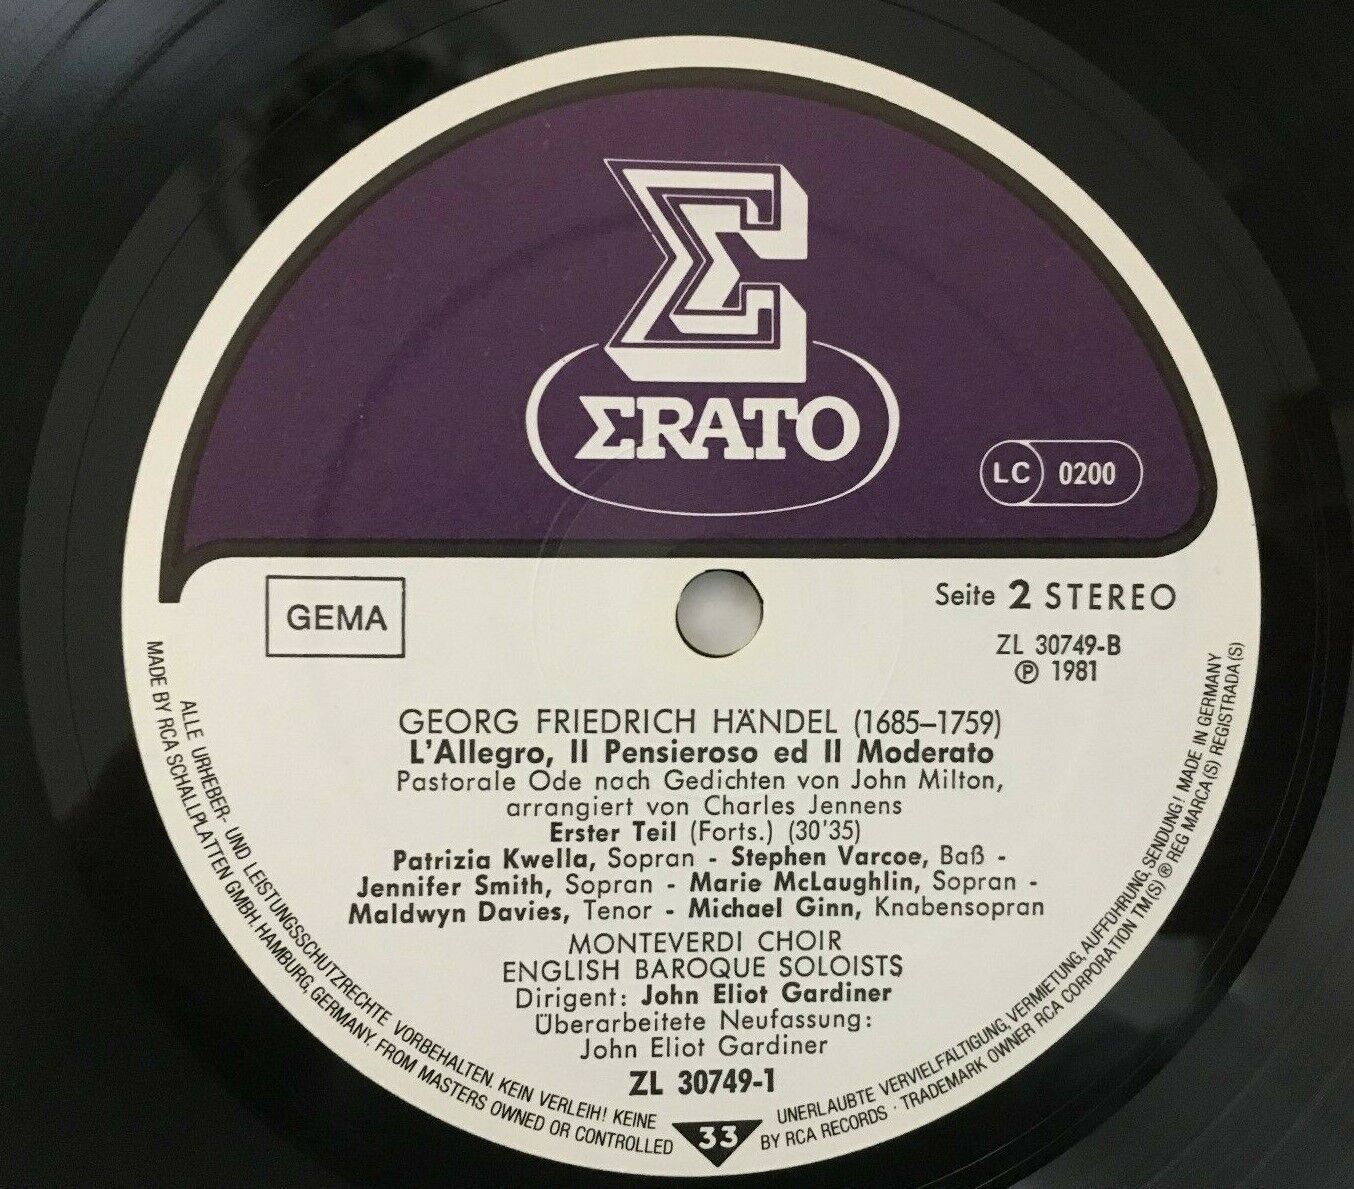 Σ
ΣRATO
LC 0200
GEMA
Seite 2 STEREO
ZL 30749-B
℗ 1981
GEORG FRIEDRICH HÄNDEL (1685–1759)
L'Allegro, Il Pensieroso ed Il Moderato
Pastorale Ode nach Gedichten von John Milton,
arrangiert von Charles Jennens
Erster Teil (Forts.) (30'35)
Patrizia Kwella, Sopran - Stephen Varcoe, Baß -
Jennifer Smith, Sopran - Marie McLaughlin, Sopran -
Maldwyn Davies, Tenor - Michael Ginn, Knabensopran
MONTEVERDI CHOIR
ENGLISH BAROQUE SOLOISTS
Dirigent: John Eliot Gardiner
Überarbeitete Neufassung:
John Eliot Gardiner
ZL 30749-1
33
ALLE URHEBER- UND LEISTUNGSSCHUTZRECHTE VORBEHALTEN. KEIN VERLEIH! KEINE UNERLAUBTE VERVIELFÄLTIGUNG, VERMIETUNG, AUFFÜHRUNG, SENDUNG! MADE IN GERMANY
MADE BY RCA SCHALLPLATTEN GMBH, HAMBURG, GERMANY. FROM MASTERS OWNED OR CONTROLLED BY RCA RECORDS · TRADEMARK OWNER RCA CORPORATION TM(S) ® REG MARCA(S) REGISTRADA(S)